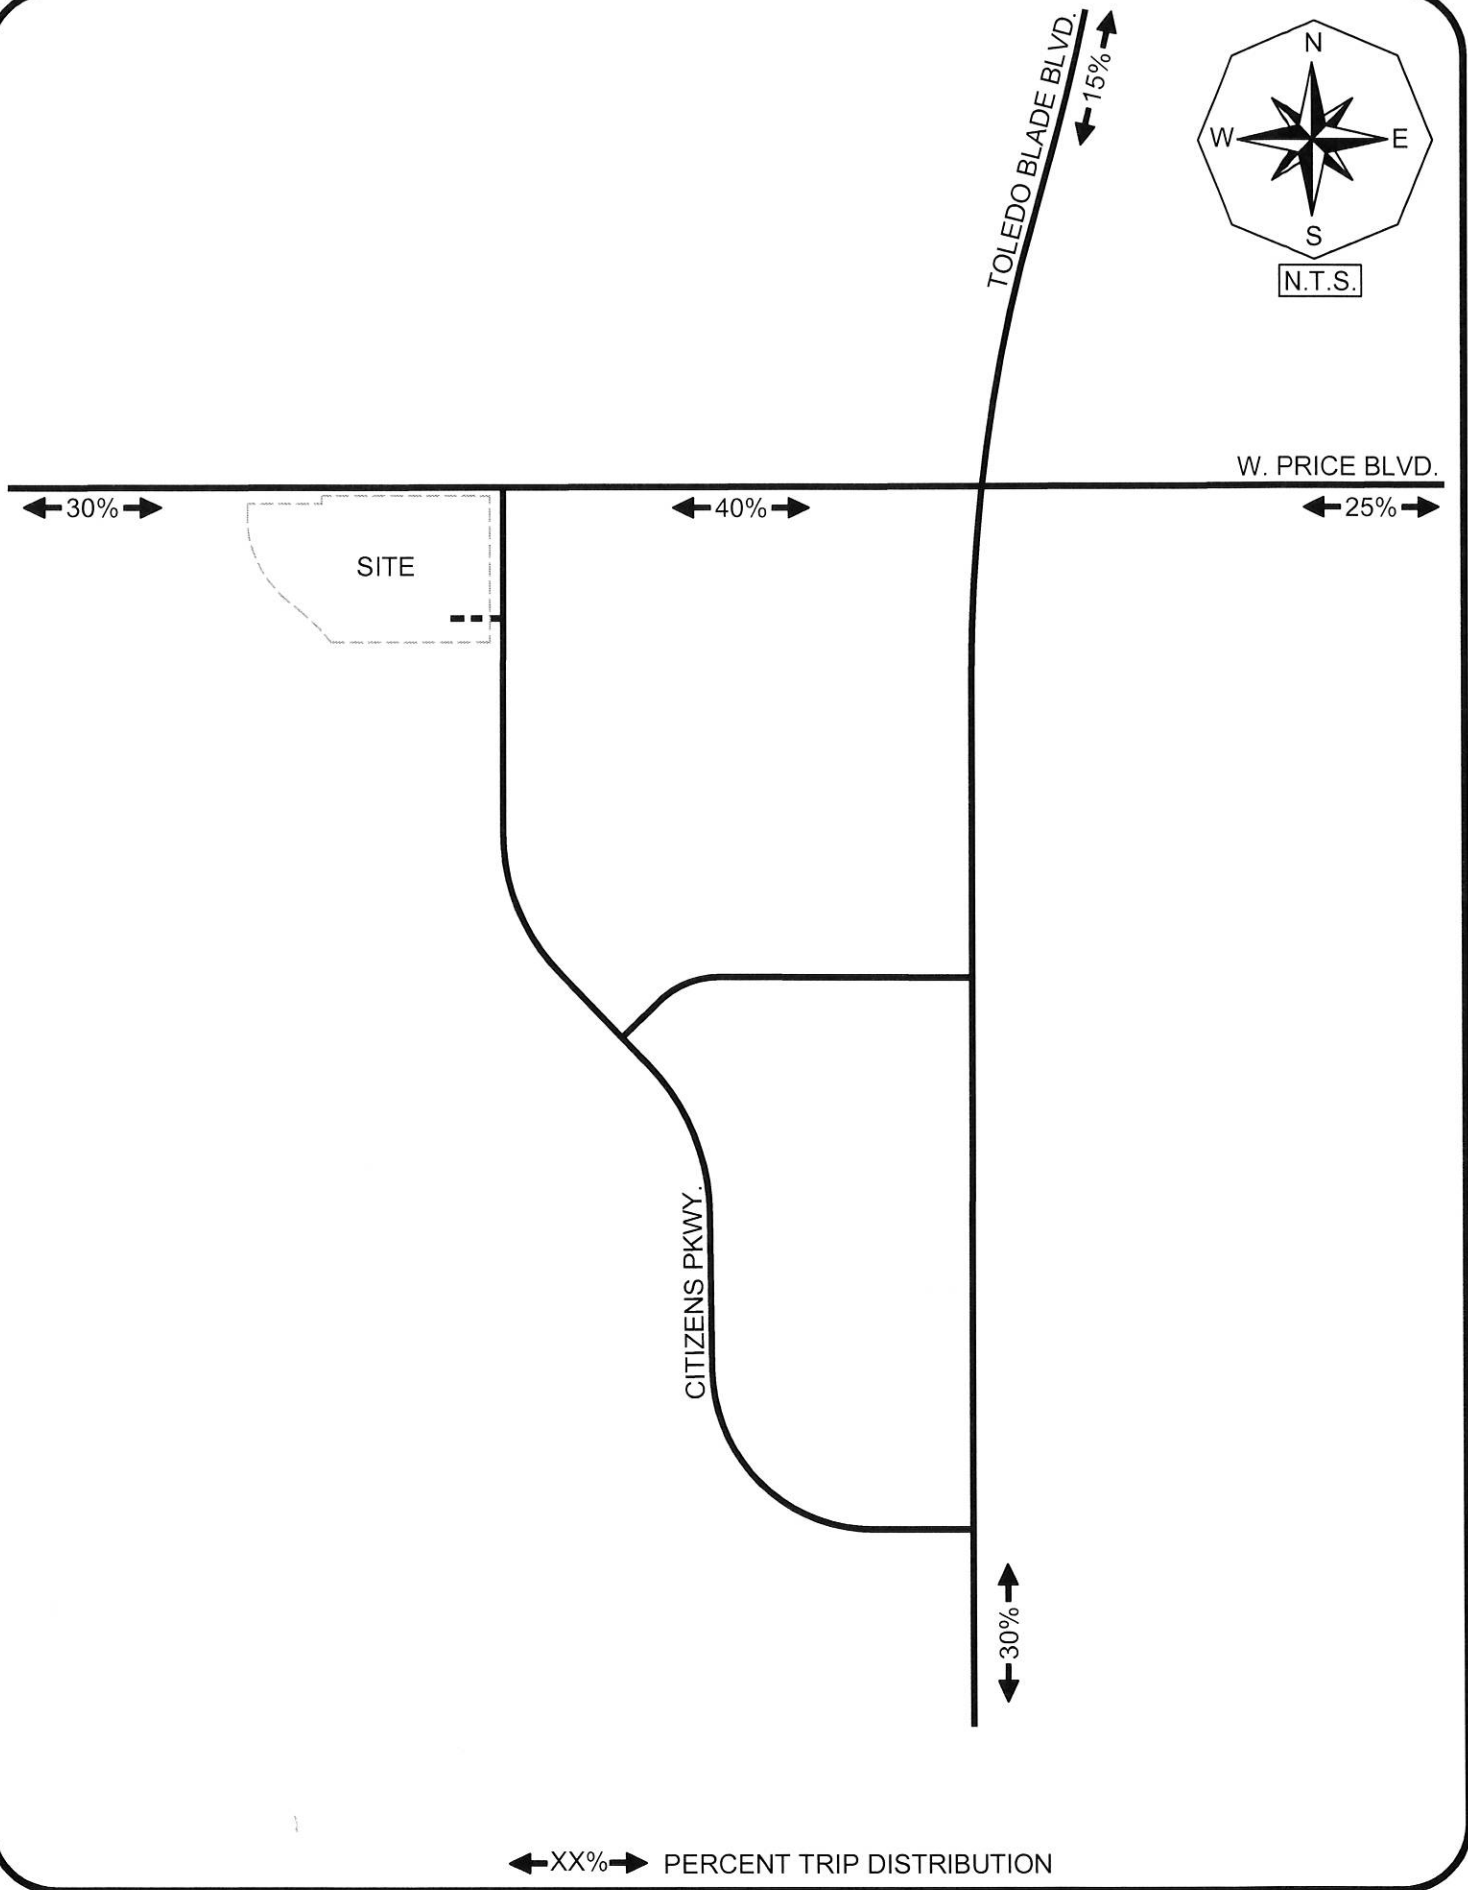 TOLEDO BLADE BLVD.
15%
N
W
E
S
N.T.S.
W. PRICE BLVD.
30%
40%
25%
SITE
CITIZENS PKWY.
30%
XX% PERCENT TRIP DISTRIBUTION